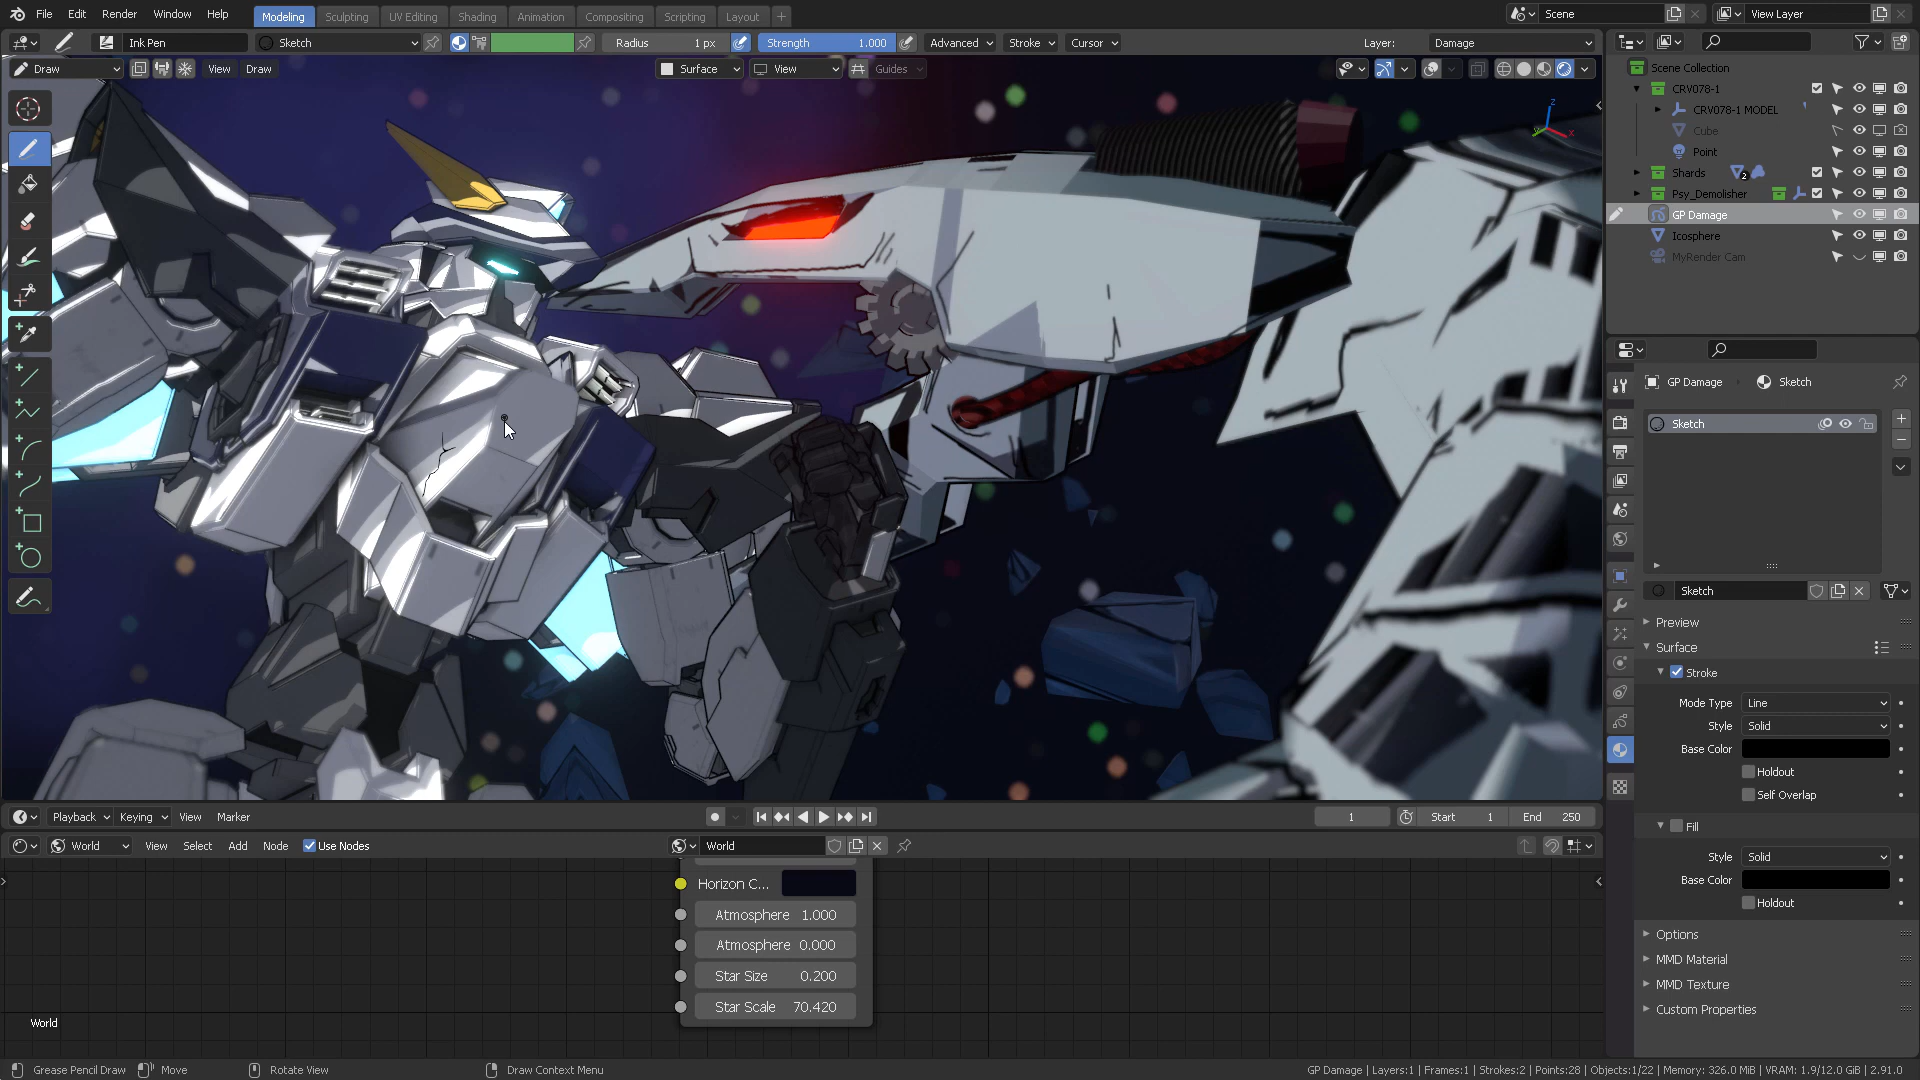 File Edit Render Window Help Modeling Sculpting UV Editing Shading Animation Compositing Scripting Layout + Scene View Layer
Ink Pen Sketch Radius 1 px Strength 1.000 Advanced Stroke Cursor Layer: Damage
Draw View Draw Surface View Guides
Scene Collection
CRV078-1
CRV078-1 MODEL
Cube
Point
Shards 2
Psy_Demolisher
GP Damage
Icosphere
MyRender Cam
Z
Y
X
GP Damage Sketch
Sketch
Sketch
Preview
Surface
Stroke
Mode Type Line
Style Solid
Base Color
Holdout
Self Overlap
Fill
Style Solid
Base Color
Holdout
Options
MMD Material
MMD Texture
Custom Properties
Playback Keying View Marker 1 Start 1 End 250
World View Select Add Node Use Nodes World
Horizon C...
Atmosphere 1.000
Atmosphere 0.000
Star Size 0.200
Star Scale 70.420
World
Grease Pencil Draw Move Rotate View Draw Context Menu GP Damage | Layers:1 | Frames:1 | Strokes:2 | Points:28 | Objects:1/22 | Memory: 326.0 MiB | VRAM: 1.9/12.0 GiB | 2.91.0